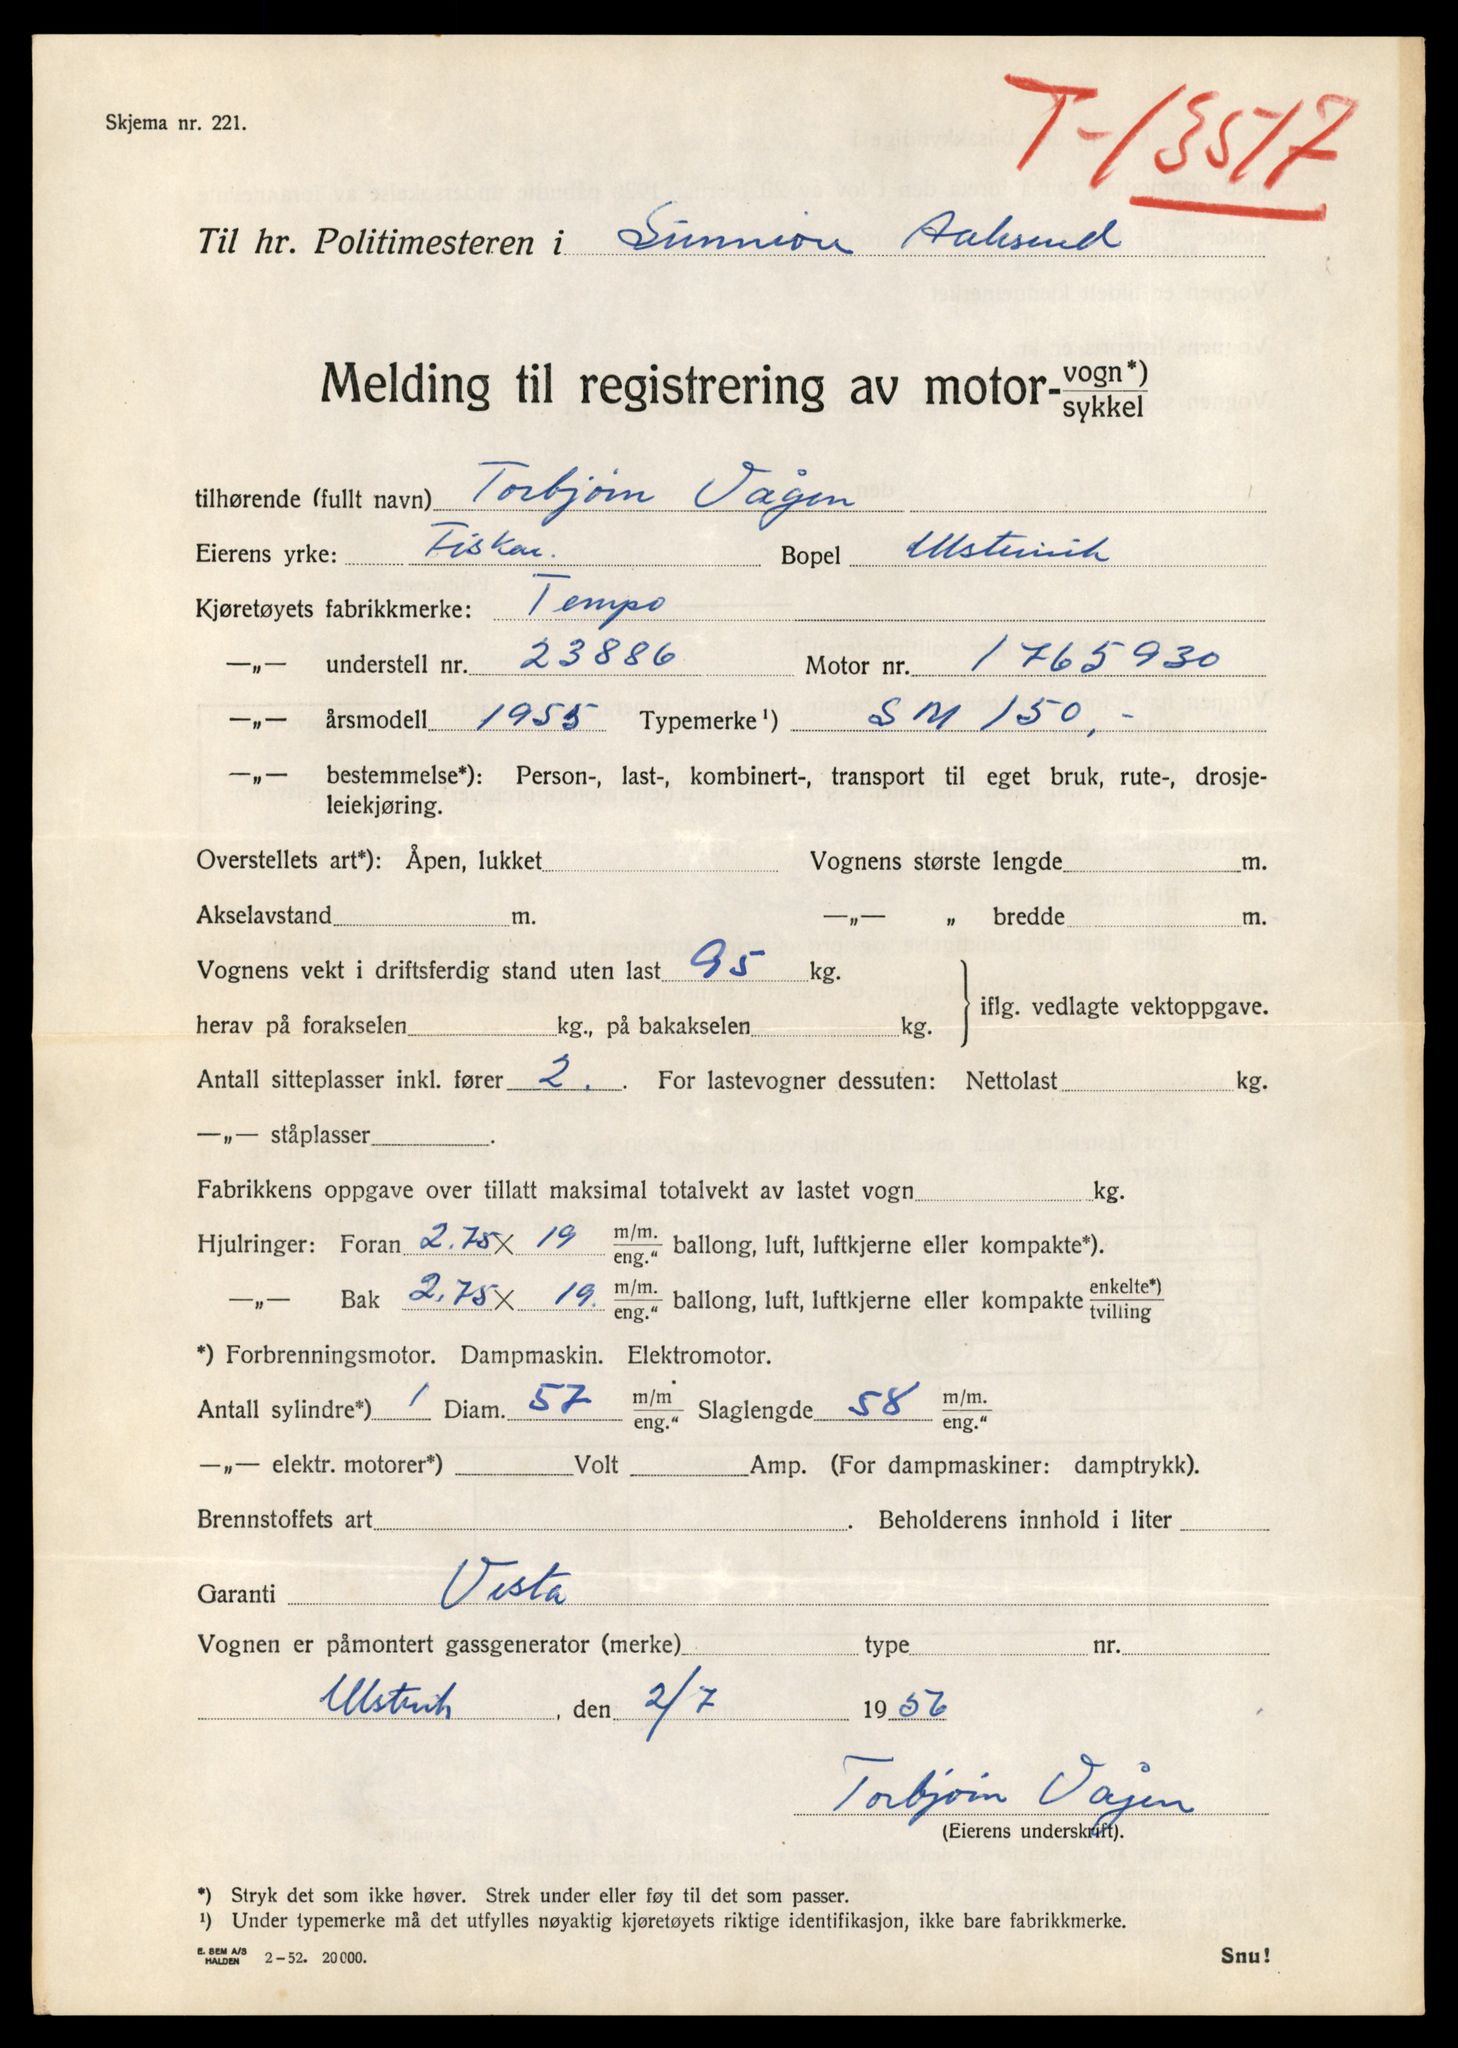 T-13517
Skjema nr. 221.
Til hr. Politimesteren i Sunnmøre Aalesund
Melding til registrering av motor- vogn*) / sykkel
tilhørende (fullt navn) Torbjørn Vågen
Eierens yrke: Fisker. Bopel Ulsteinvik
Kjøretøyets fabrikkmerke: Tempo
—„— understell nr. 23886 Motor nr. 1765930
—„— årsmodell 1955 Typemerke¹) SM 150,-
—„— bestemmelse*): Person-, last-, kombinert-, transport til eget bruk, rute-, drosje-
leiekjøring.
Overstellets art*): Åpen, lukket Vognens største lengde m.
Akselavstand m. —„— „ bredde m.
Vognens vekt i driftsferdig stand uten last 95 kg.
iflg. vedlagte vektoppgave.
herav på forakselen kg., på bakakselen kg.
Antall sitteplasser inkl. fører 2. . For lastevogner dessuten: Nettolast kg.
—„— ståplasser .
Fabrikkens oppgave over tillatt maksimal totalvekt av lastet vogn kg.
Hjulringer: Foran 2.75 x 19 m/m. / eng." ballong, luft, luftkjerne eller kompakte*).
—„— Bak 2.75 x 19. m/m. / eng." ballong, luft, luftkjerne eller kompakte enkelte*) / tvilling
*) Forbrenningsmotor. Dampmaskin. Elektromotor.
Antall sylindre*) 1 Diam. 57 m/m / eng." Slaglengde 58 m/m. / eng."
—„— elektr. motorer*) Volt Amp. (For dampmaskiner: damptrykk).
Brennstoffets art . Beholderens innhold i liter
Garanti Vesta
Vognen er påmontert gassgenerator (merke) type nr.
Ulstvik, den 2/7 1956
Torbjørn Vågen
(Eierens underskrift).
*) Stryk det som ikke høver. Strek under eller føy til det som passer.
¹) Under typemerke må det utfylles nøyaktig kjøretøyets riktige identifikasjon, ikke bare fabrikkmerke.
E. SEM A/S
HALDEN 2–52. 20000. Snu!